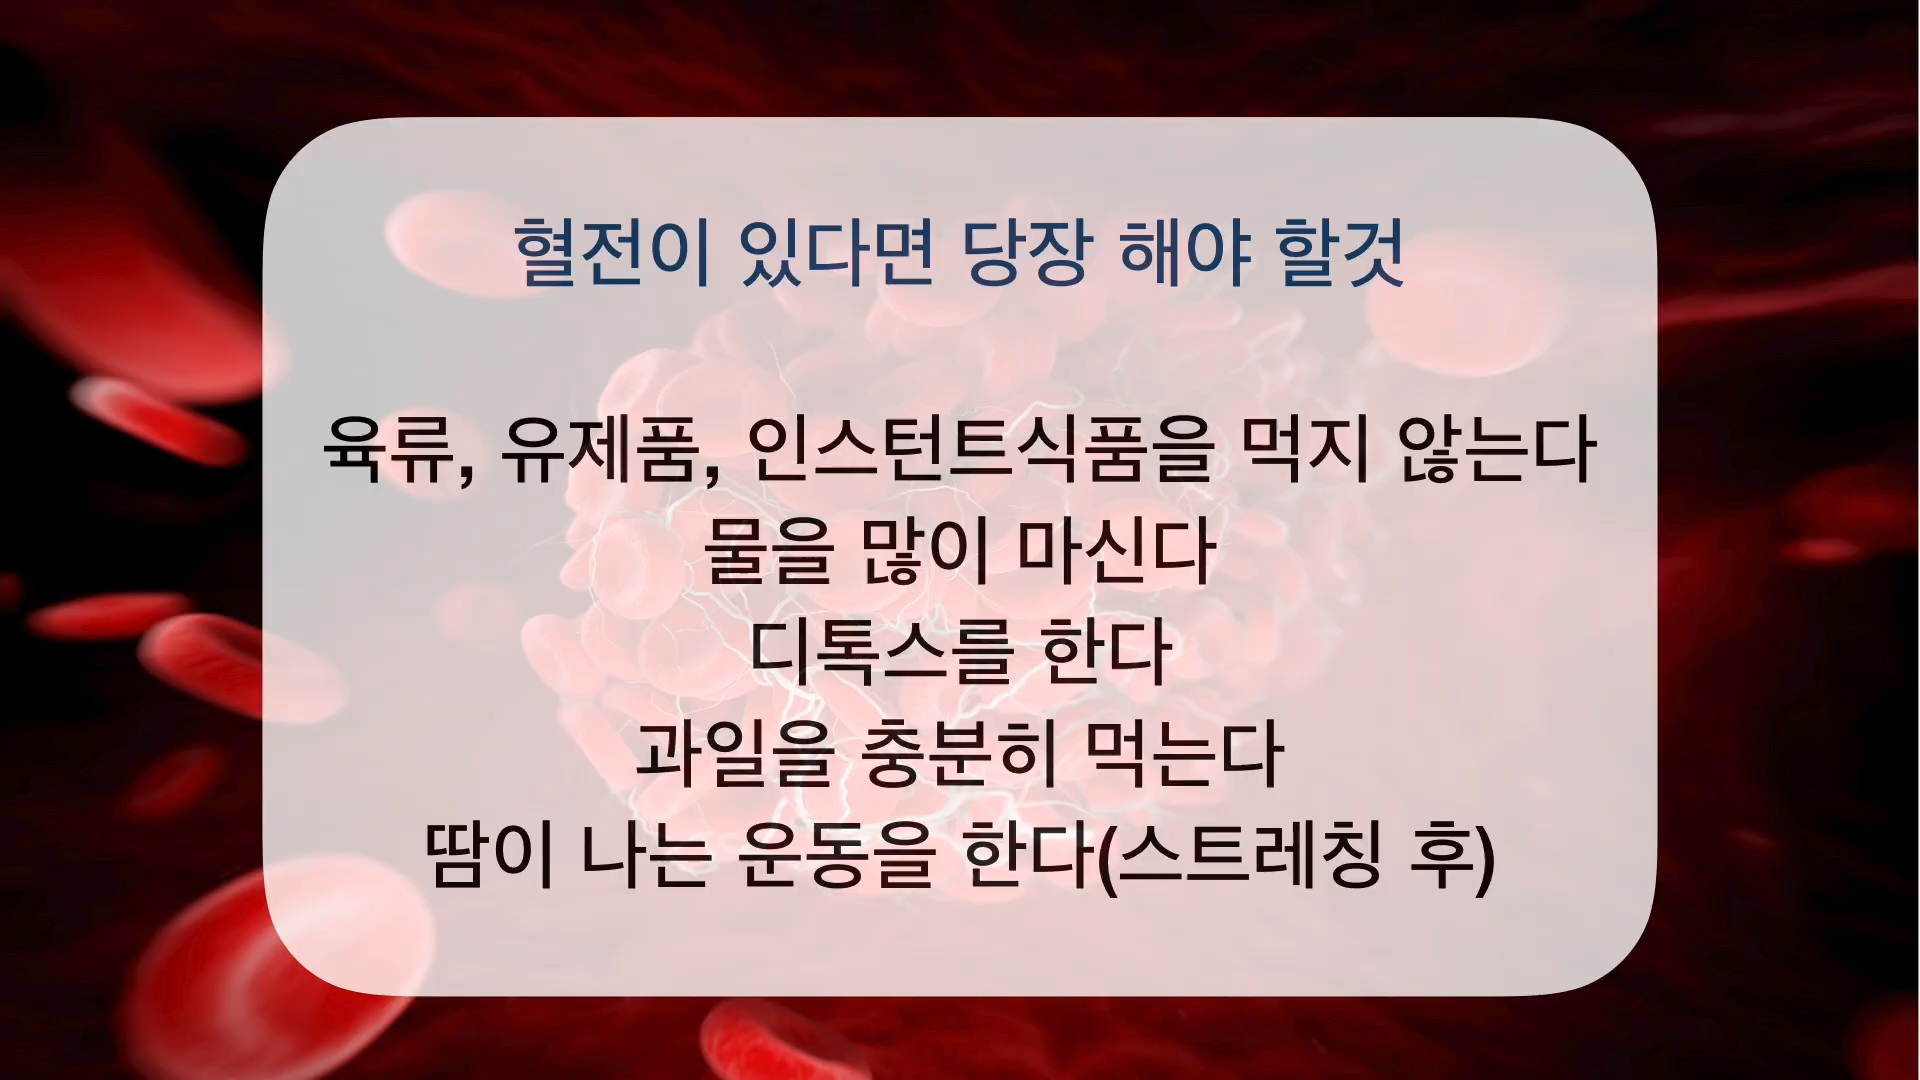 혈전이 있다면 당장 해야 할것
육류, 유제품, 인스턴트식품을 먹지 않는다
물을 많이 마신다
디톡스를 한다
과일을 충분히 먹는다
땀이 나는 운동을 한다(스트레칭 후)